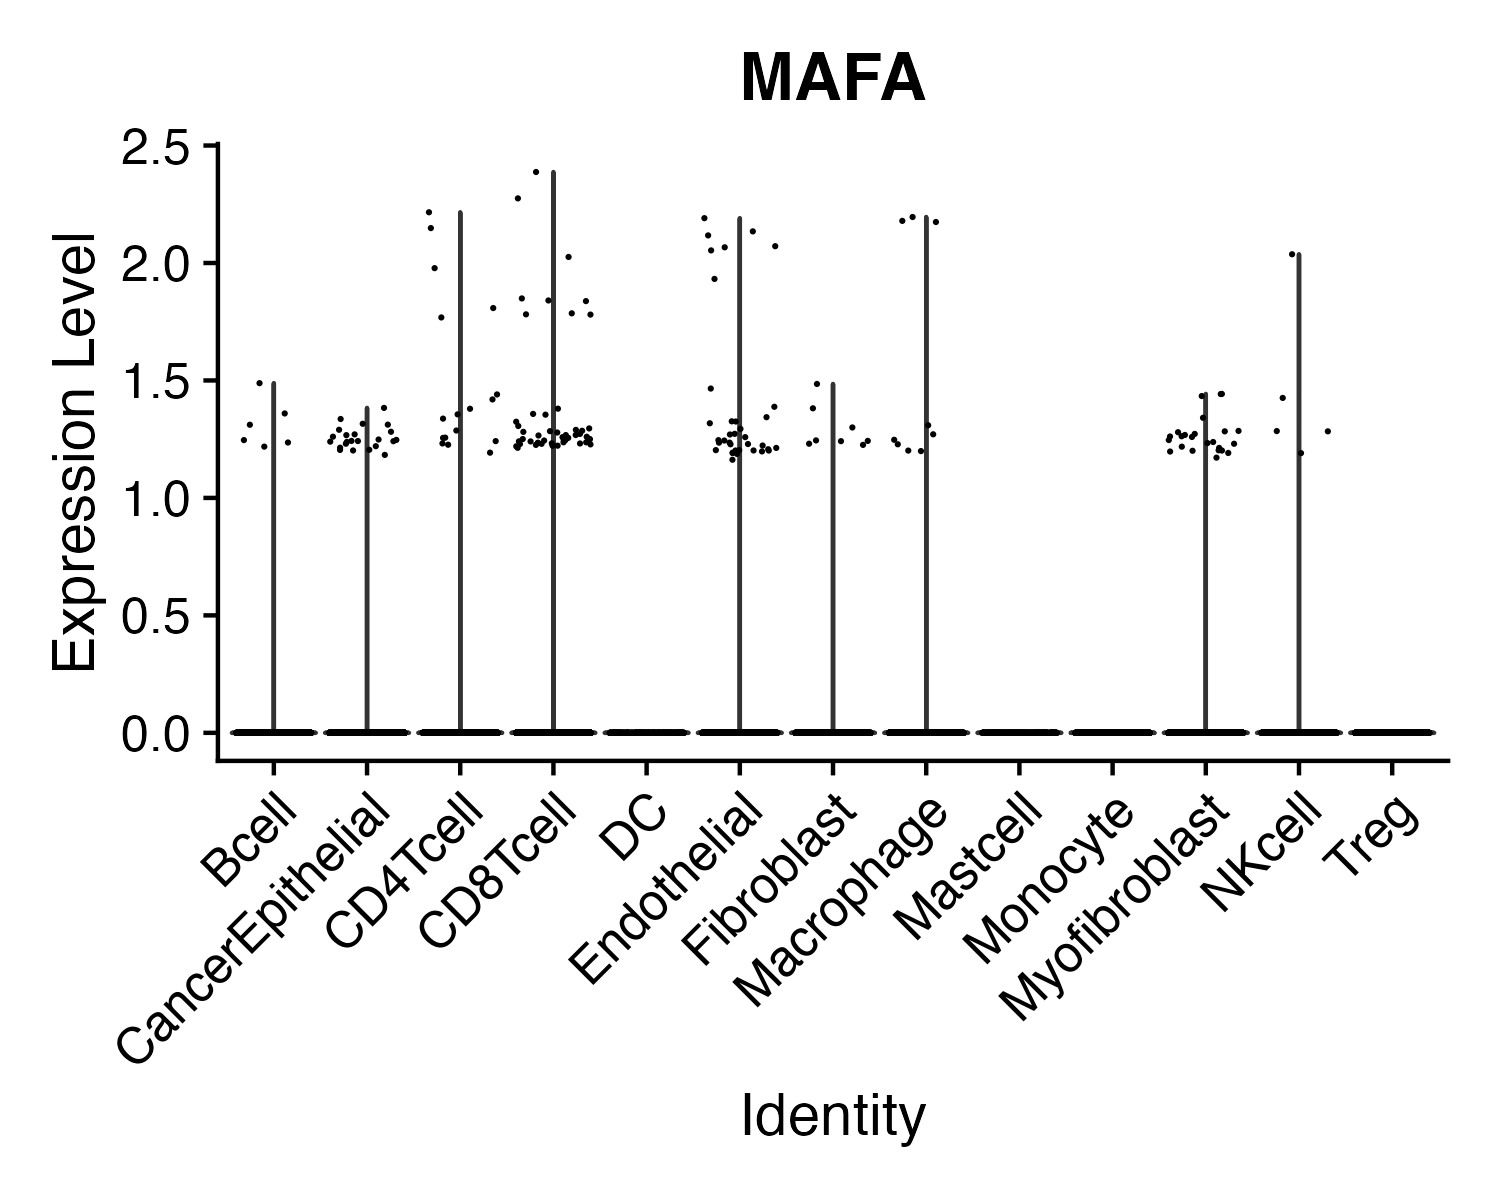 MAFA
Expression Level
2.5
2.0
1.5
1.0
0.5
0.0
Bcell
CancerEpithelial
CD4Tcell
CD8Tcell
DC
Endothelial
Fibroblast
Macrophage
Mastcell
Monocyte
Myofibroblast
NKcell
Treg
Identity